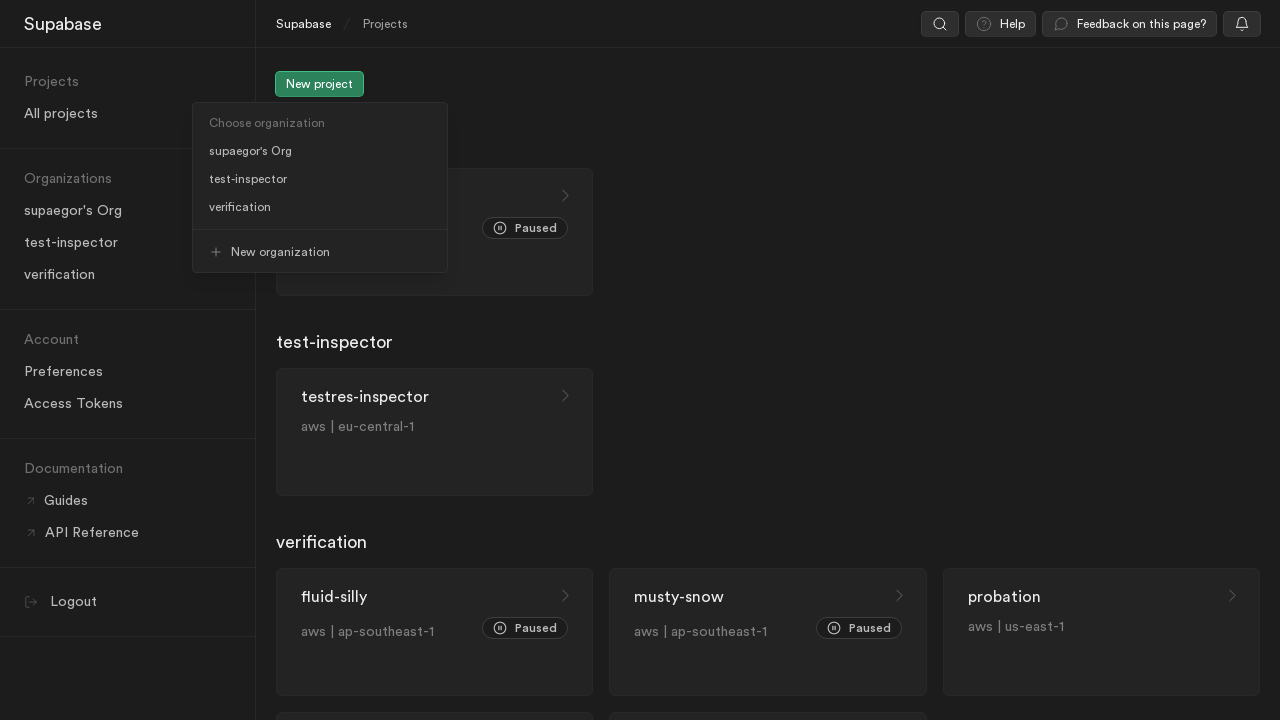 Supabase
Supabase / Projects
Help
Feedback on this page?
Projects
All projects
Organizations
supaegor's Org
test-inspector
verification
Account
Preferences
Access Tokens
Documentation
Guides
API Reference
Logout
New project
Choose organization
supaegor's Org
test-inspector
verification
New organization
Paused
test-inspector
testres-inspector
aws | eu-central-1
verification
fluid-silly
aws | ap-southeast-1
Paused
musty-snow
aws | ap-southeast-1
Paused
probation
aws | us-east-1